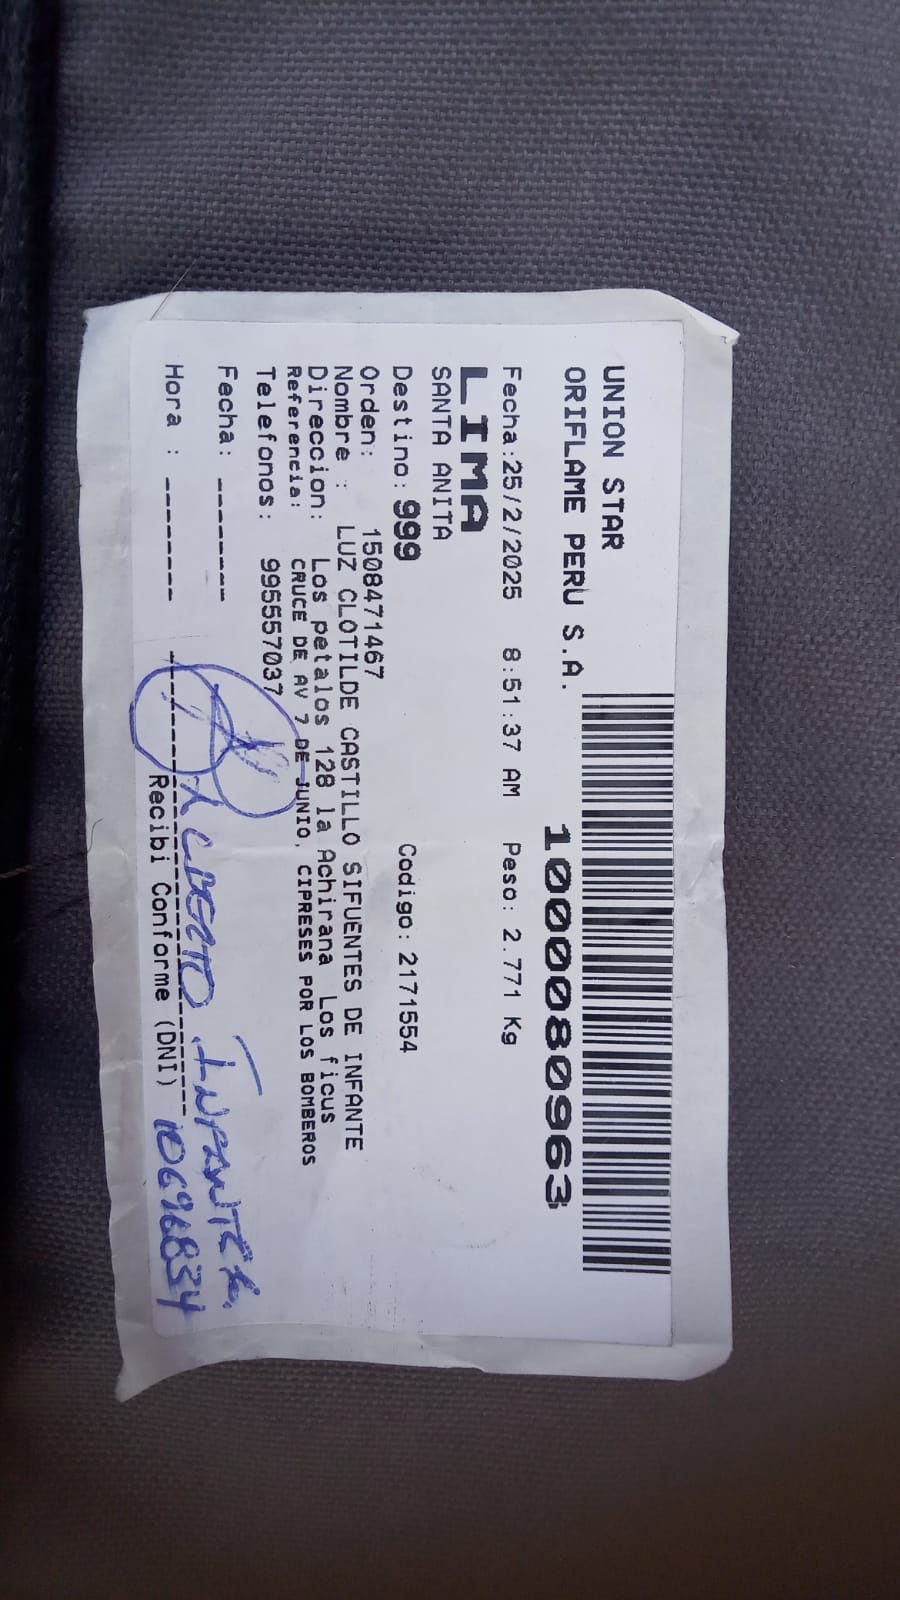 UNION STAR
ORIFLAME PERU S.A.
1000080963
Fecha:25/2/2025 8:51:37 AM Peso: 2.771 Kg
LIMA
SANTA ANITA
Destino: 999 Codigo: 2171554
Orden: 1508471467
Nombre : LUZ CLOTILDE CASTILLO SIFUENTES DE INFANTE
Direccion: Los petalos 128 la Achirana Los ficus
Referencia: CRUCE DE AV 7 DE JUNIO, CIPRESES POR LOS BOMBEROS
Telefonos: 995557037
Fecha: -------
Hora : -------
ALBERTO INFANTE
Recibi Conforme (DNI) 10696834